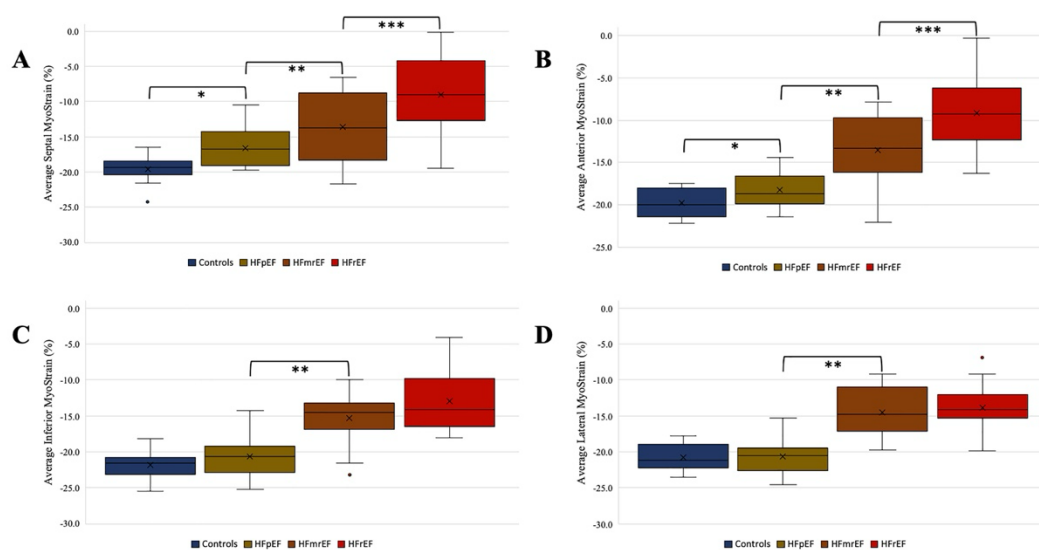 A
Average Septal MyoStrain (%)
0.0
-5.0
-10.0
-15.0
-20.0
-25.0
-30.0
*
**
***
Controls HFpEF HFmrEF HFrEF
B
Average Anterior MyoStrain (%)
0.0
-5.0
-10.0
-15.0
-20.0
-25.0
*
**
***
Controls HFpEF HFmrEF HFrEF
C
Average Inferior MyoStrain (%)
0.0
-5.0
-10.0
-15.0
-20.0
-25.0
-30.0
**
Controls HFpEF HFmrEF HFrEF
D
Average Lateral MyoStrain (%)
0.0
-5.0
-10.0
-15.0
-20.0
-25.0
-30.0
**
Controls HFpEF HFmrEF HFrEF